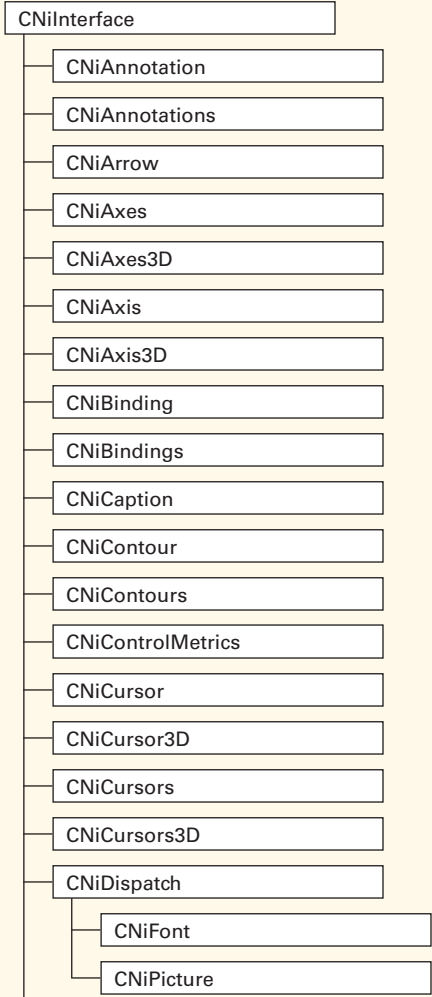 CNiInterface
CNiAnnotation
CNiAnnotations
CNiArrow
CNiAxes
CNiAxes3D
CNiAxis
CNiAxis3D
CNiBinding
CNiBindings
CNiCaption
CNiContour
CNiContours
CNiControlMetrics
CNiCursor
CNiCursor3D
CNiCursors
CNiCursors3D
CNiDispatch
CNiFont
CNiPicture